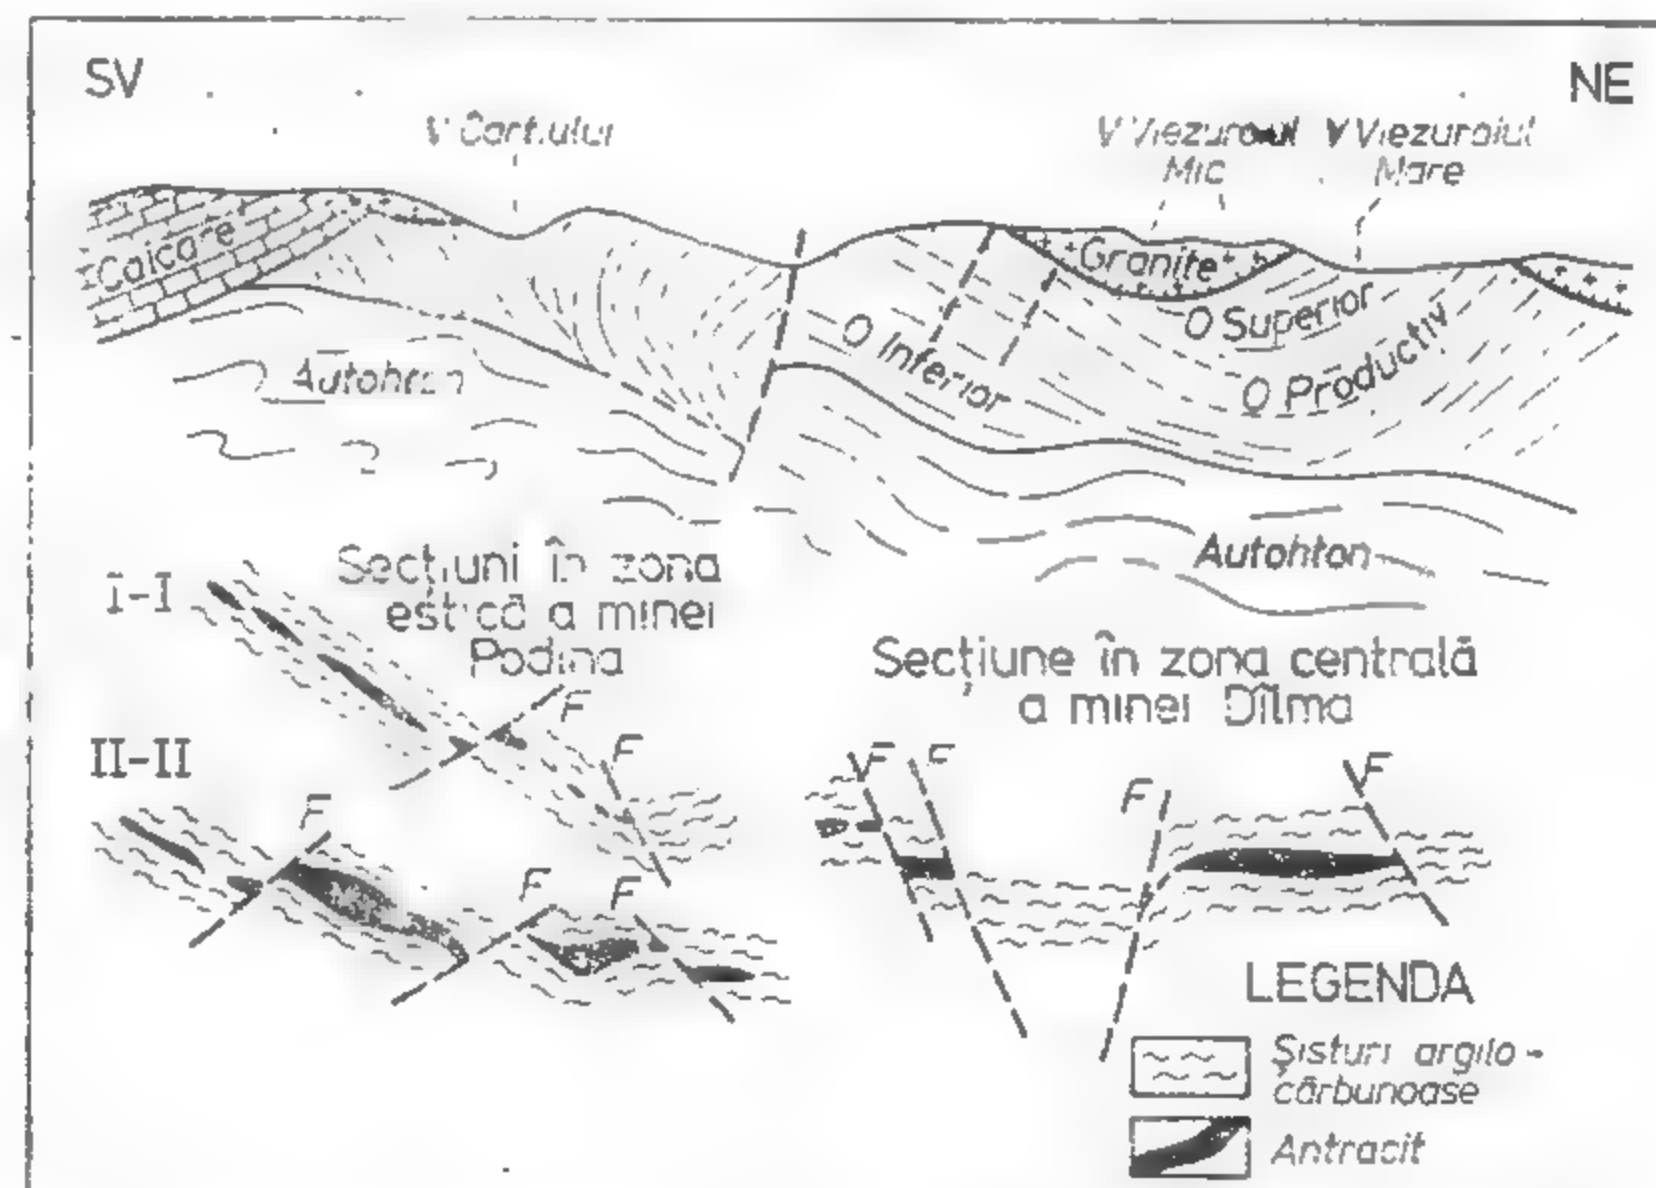 SV
NE
V Viezuroiul V Viezuroiul
Mic Mare
Calcare
Granite
O Superior
O Inferior
O Productiv
Autohton
Autohton
Secțiuni în zona
estică a minei
Podina
I-I
Secțiune în zona centrală
a minei Dîlma
F
F
II-II
F
F
F
F
F
F
F
LEGENDA
Șisturi argilo-
cărbunoase
Antracit